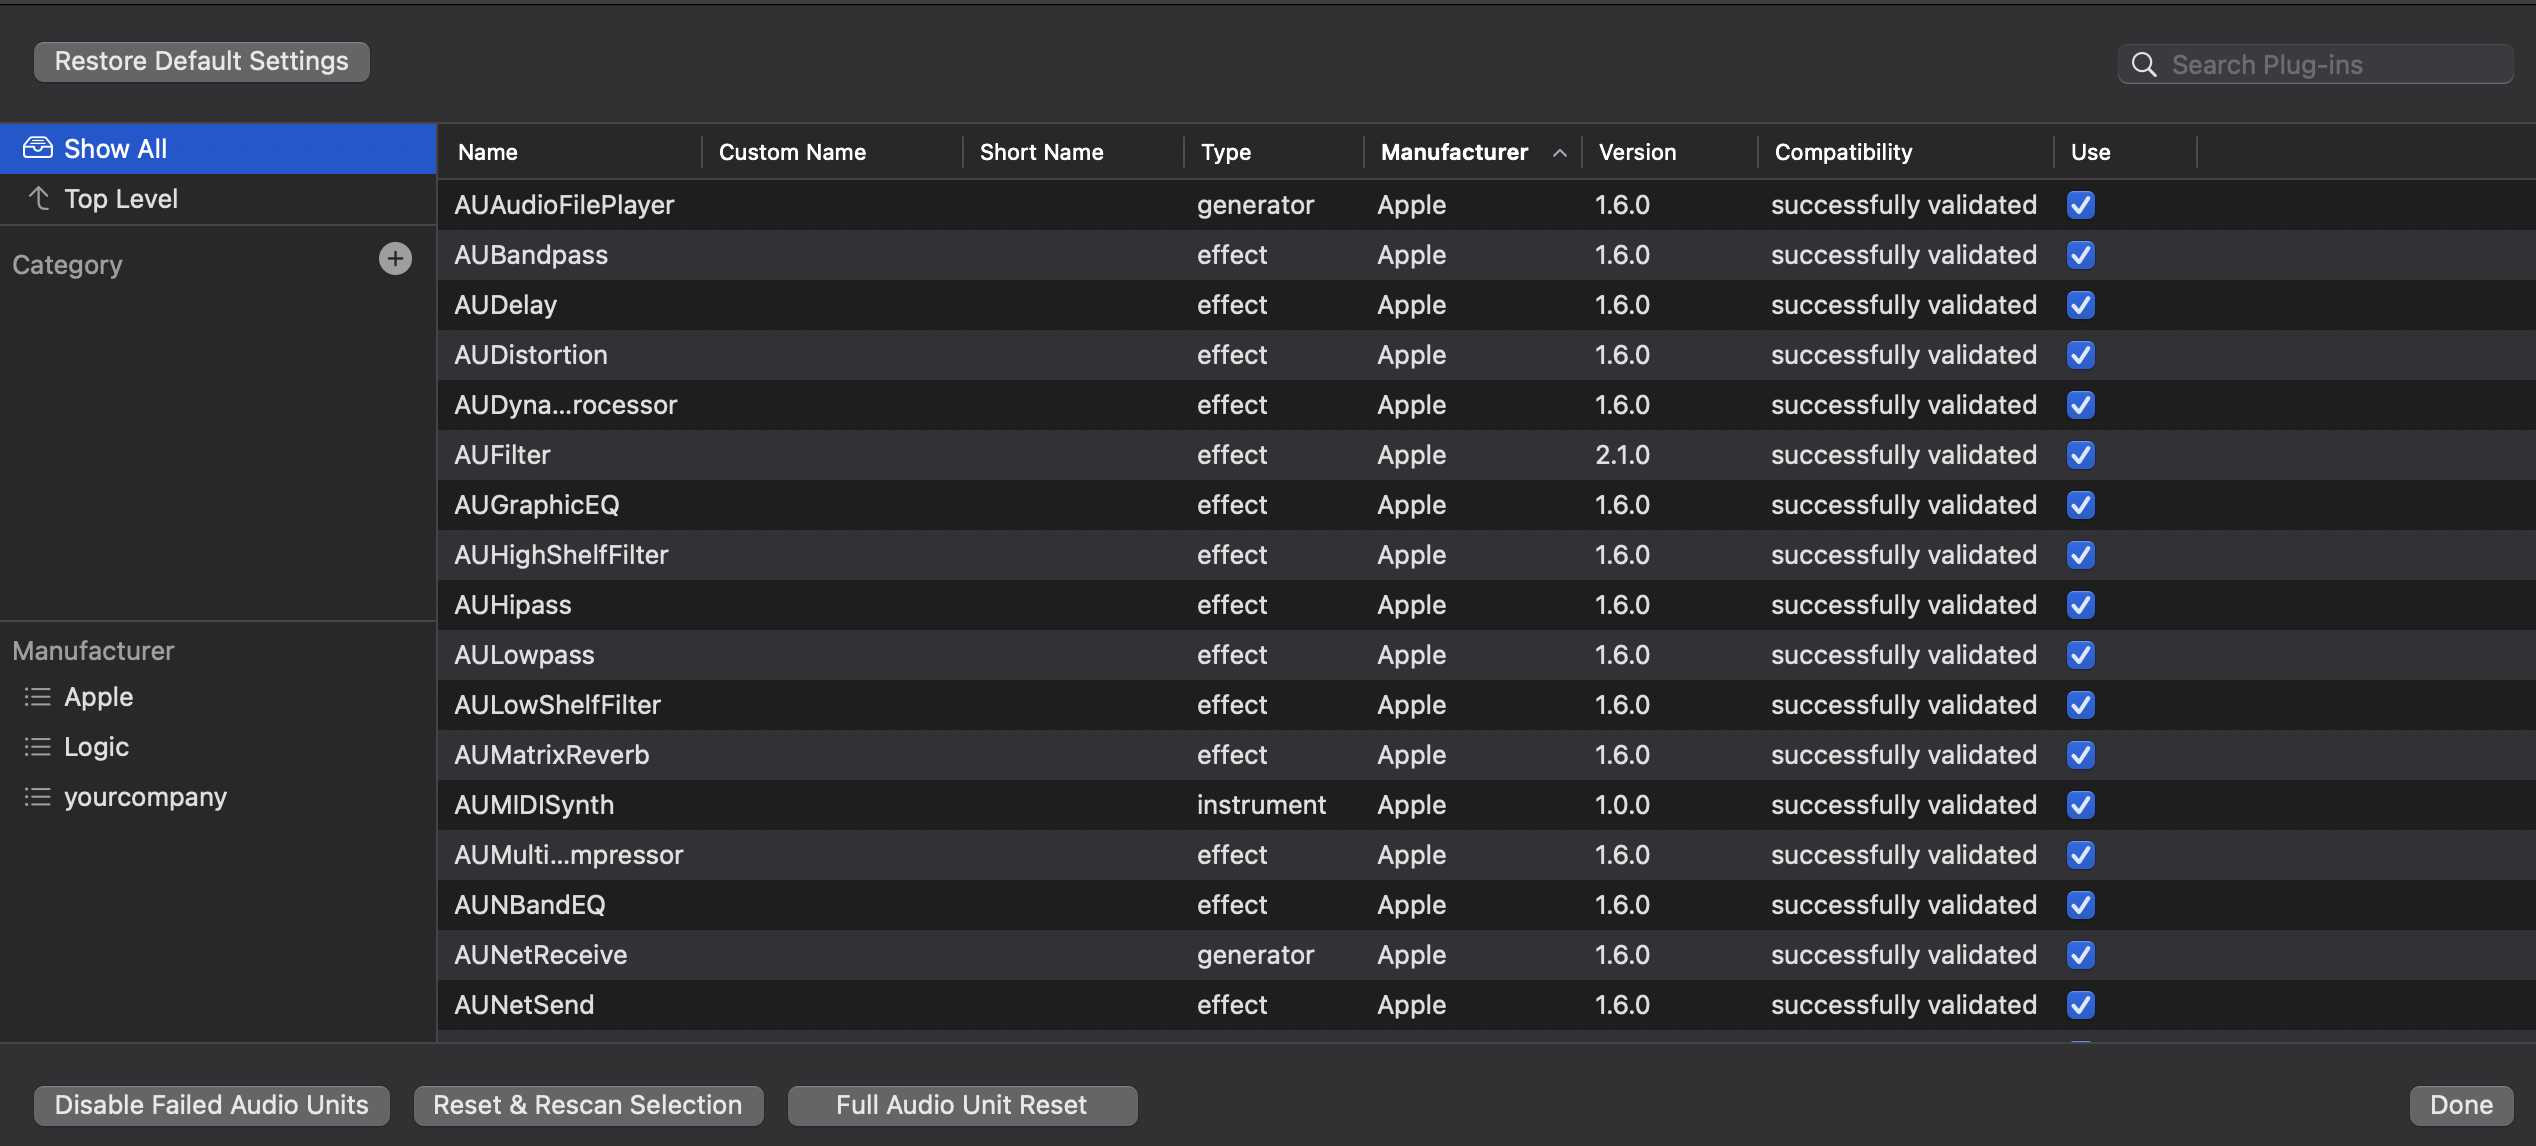 Restore Default Settings
Search Plug-ins
Show All
Top Level
Category
Manufacturer
Apple
Logic
yourcompany
Name Custom Name Short Name Type Manufacturer Version Compatibility Use
AUAudioFilePlayer generator Apple 1.6.0 successfully validated
AUBandpass effect Apple 1.6.0 successfully validated
AUDelay effect Apple 1.6.0 successfully validated
AUDistortion effect Apple 1.6.0 successfully validated
AUDyna...rocessor effect Apple 1.6.0 successfully validated
AUFilter effect Apple 2.1.0 successfully validated
AUGraphicEQ effect Apple 1.6.0 successfully validated
AUHighShelfFilter effect Apple 1.6.0 successfully validated
AUHipass effect Apple 1.6.0 successfully validated
AULowpass effect Apple 1.6.0 successfully validated
AULowShelfFilter effect Apple 1.6.0 successfully validated
AUMatrixReverb effect Apple 1.6.0 successfully validated
AUMIDISynth instrument Apple 1.0.0 successfully validated
AUMulti...mpressor effect Apple 1.6.0 successfully validated
AUNBandEQ effect Apple 1.6.0 successfully validated
AUNetReceive generator Apple 1.6.0 successfully validated
AUNetSend effect Apple 1.6.0 successfully validated
Disable Failed Audio Units Reset & Rescan Selection Full Audio Unit Reset Done